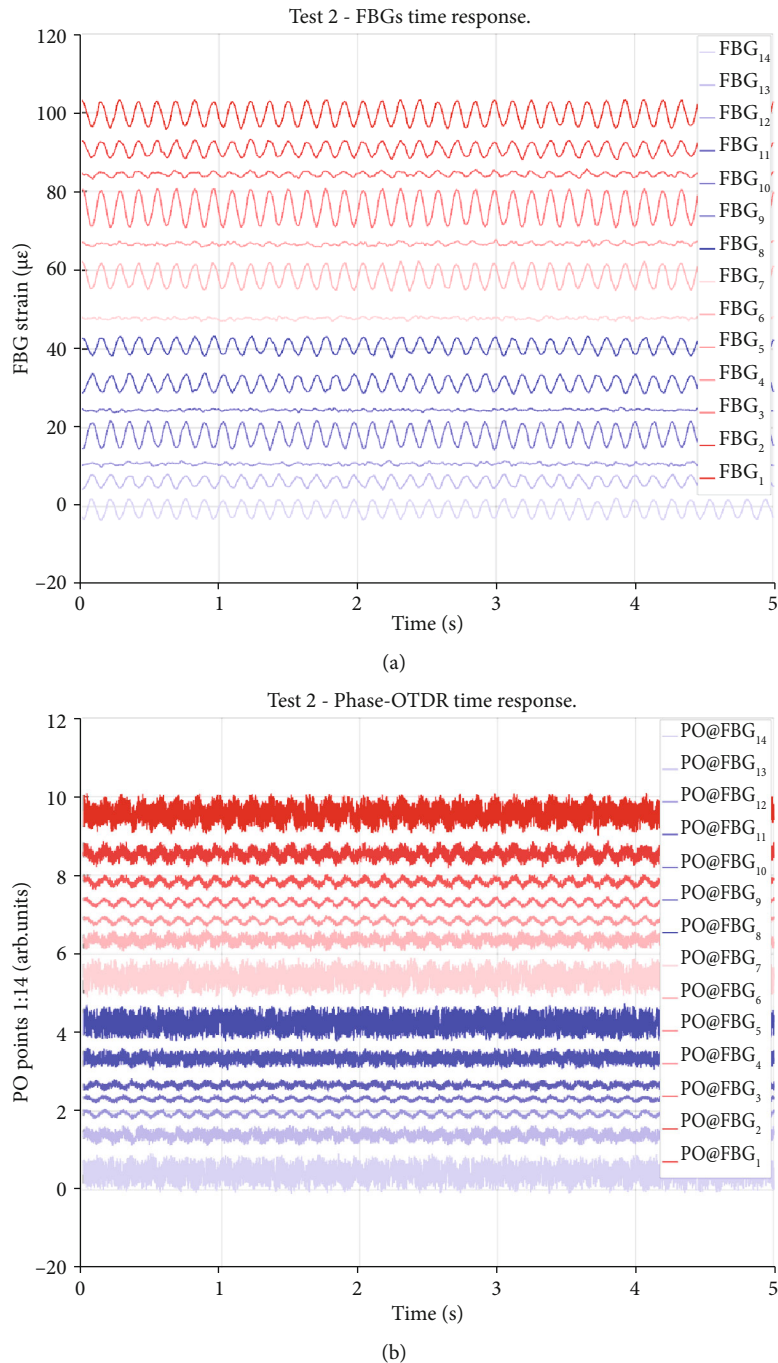 Test 2 - FBGs time response.
120
100
80
60
40
20
0
–20
FBG strain (με)
0
1
2
3
4
5
Time (s)
FBG14
FBG13
FBG12
FBG11
FBG10
FBG9
FBG8
FBG7
FBG6
FBG5
FBG4
FBG3
FBG2
FBG1
(a)
Test 2 - Phase-OTDR time response.
12
10
8
6
4
2
0
–20
PO points 1:14 (arb.units)
0
1
2
3
4
5
Time (s)
PO@FBG14
PO@FBG13
PO@FBG12
PO@FBG11
PO@FBG10
PO@FBG9
PO@FBG8
PO@FBG7
PO@FBG6
PO@FBG5
PO@FBG4
PO@FBG3
PO@FBG2
PO@FBG1
(b)